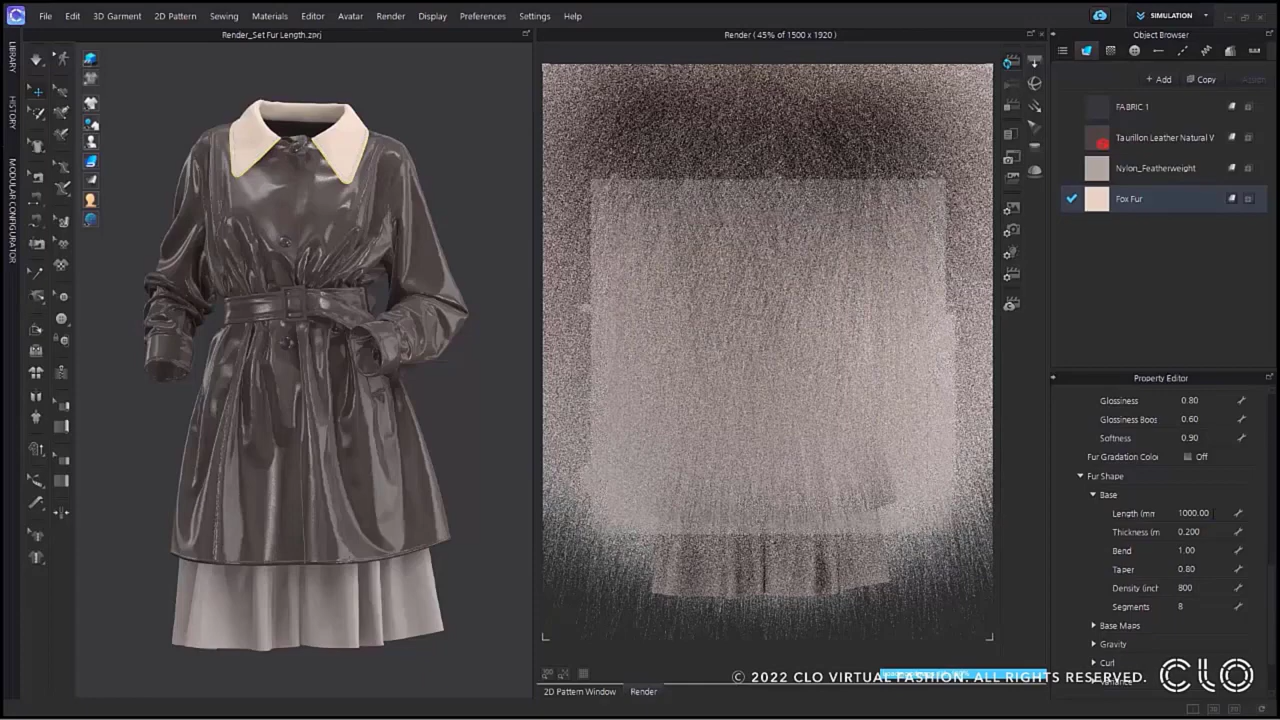 File Edit 3D Garment 2D Pattern Sewing Materials Editor Avatar Render Display Preferences Settings Help
SIMULATION
Render_Set Fur Length.zprj
Render ( 45% of 1500 x 1920 )
Object Browser
LIBRARY
HISTORY
MODULAR CONFIGURATOR
+ Add Copy
FABRIC 1
Taurillon Leather Natural V
Nylon_Featherweight
Fox Fur
Property Editor
Glossiness 0.80
Glossiness Boos 0.60
Softness 0.90
Fur Gradation Colo Off
Fur Shape
Base
Length (mm 1000.00
Thickness (m 0.200
Bend 1.00
Taper 0.80
Density (inch 800
Segments 8
Base Maps
Gravity
Curl
© 2022 CLO VIRTUAL FASHION. ALL RIGHTS RESERVED.
CLO
2D Pattern Window Render